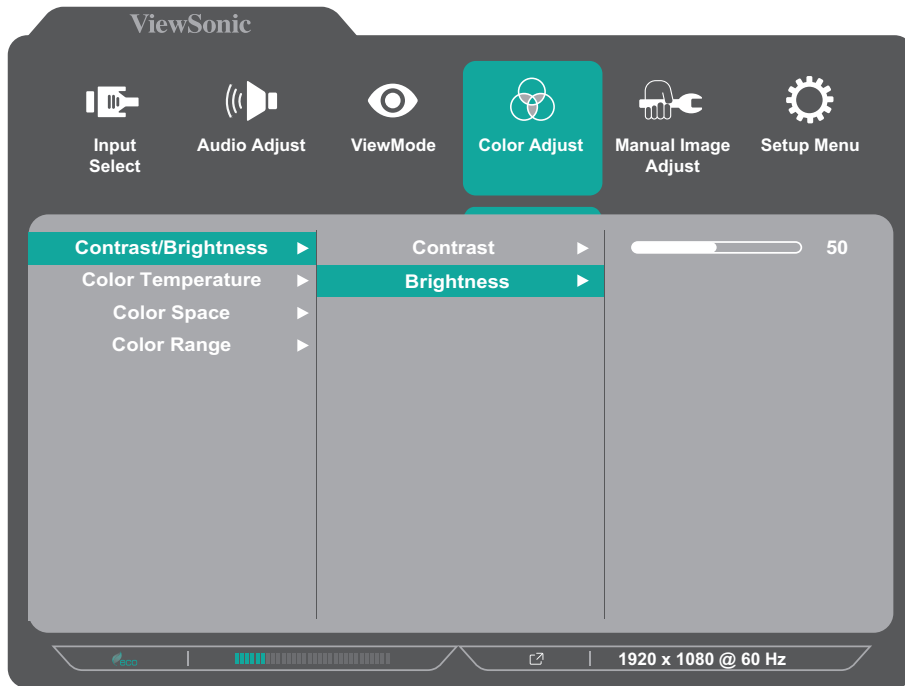 ViewSonic
Input
Select
Audio Adjust
ViewMode
Color Adjust
Manual Image
Adjust
Setup Menu
Contrast/Brightness
Color Temperature
Color Space
Color Range
Contrast
Brightness
50
eco
1920 x 1080 @ 60 Hz